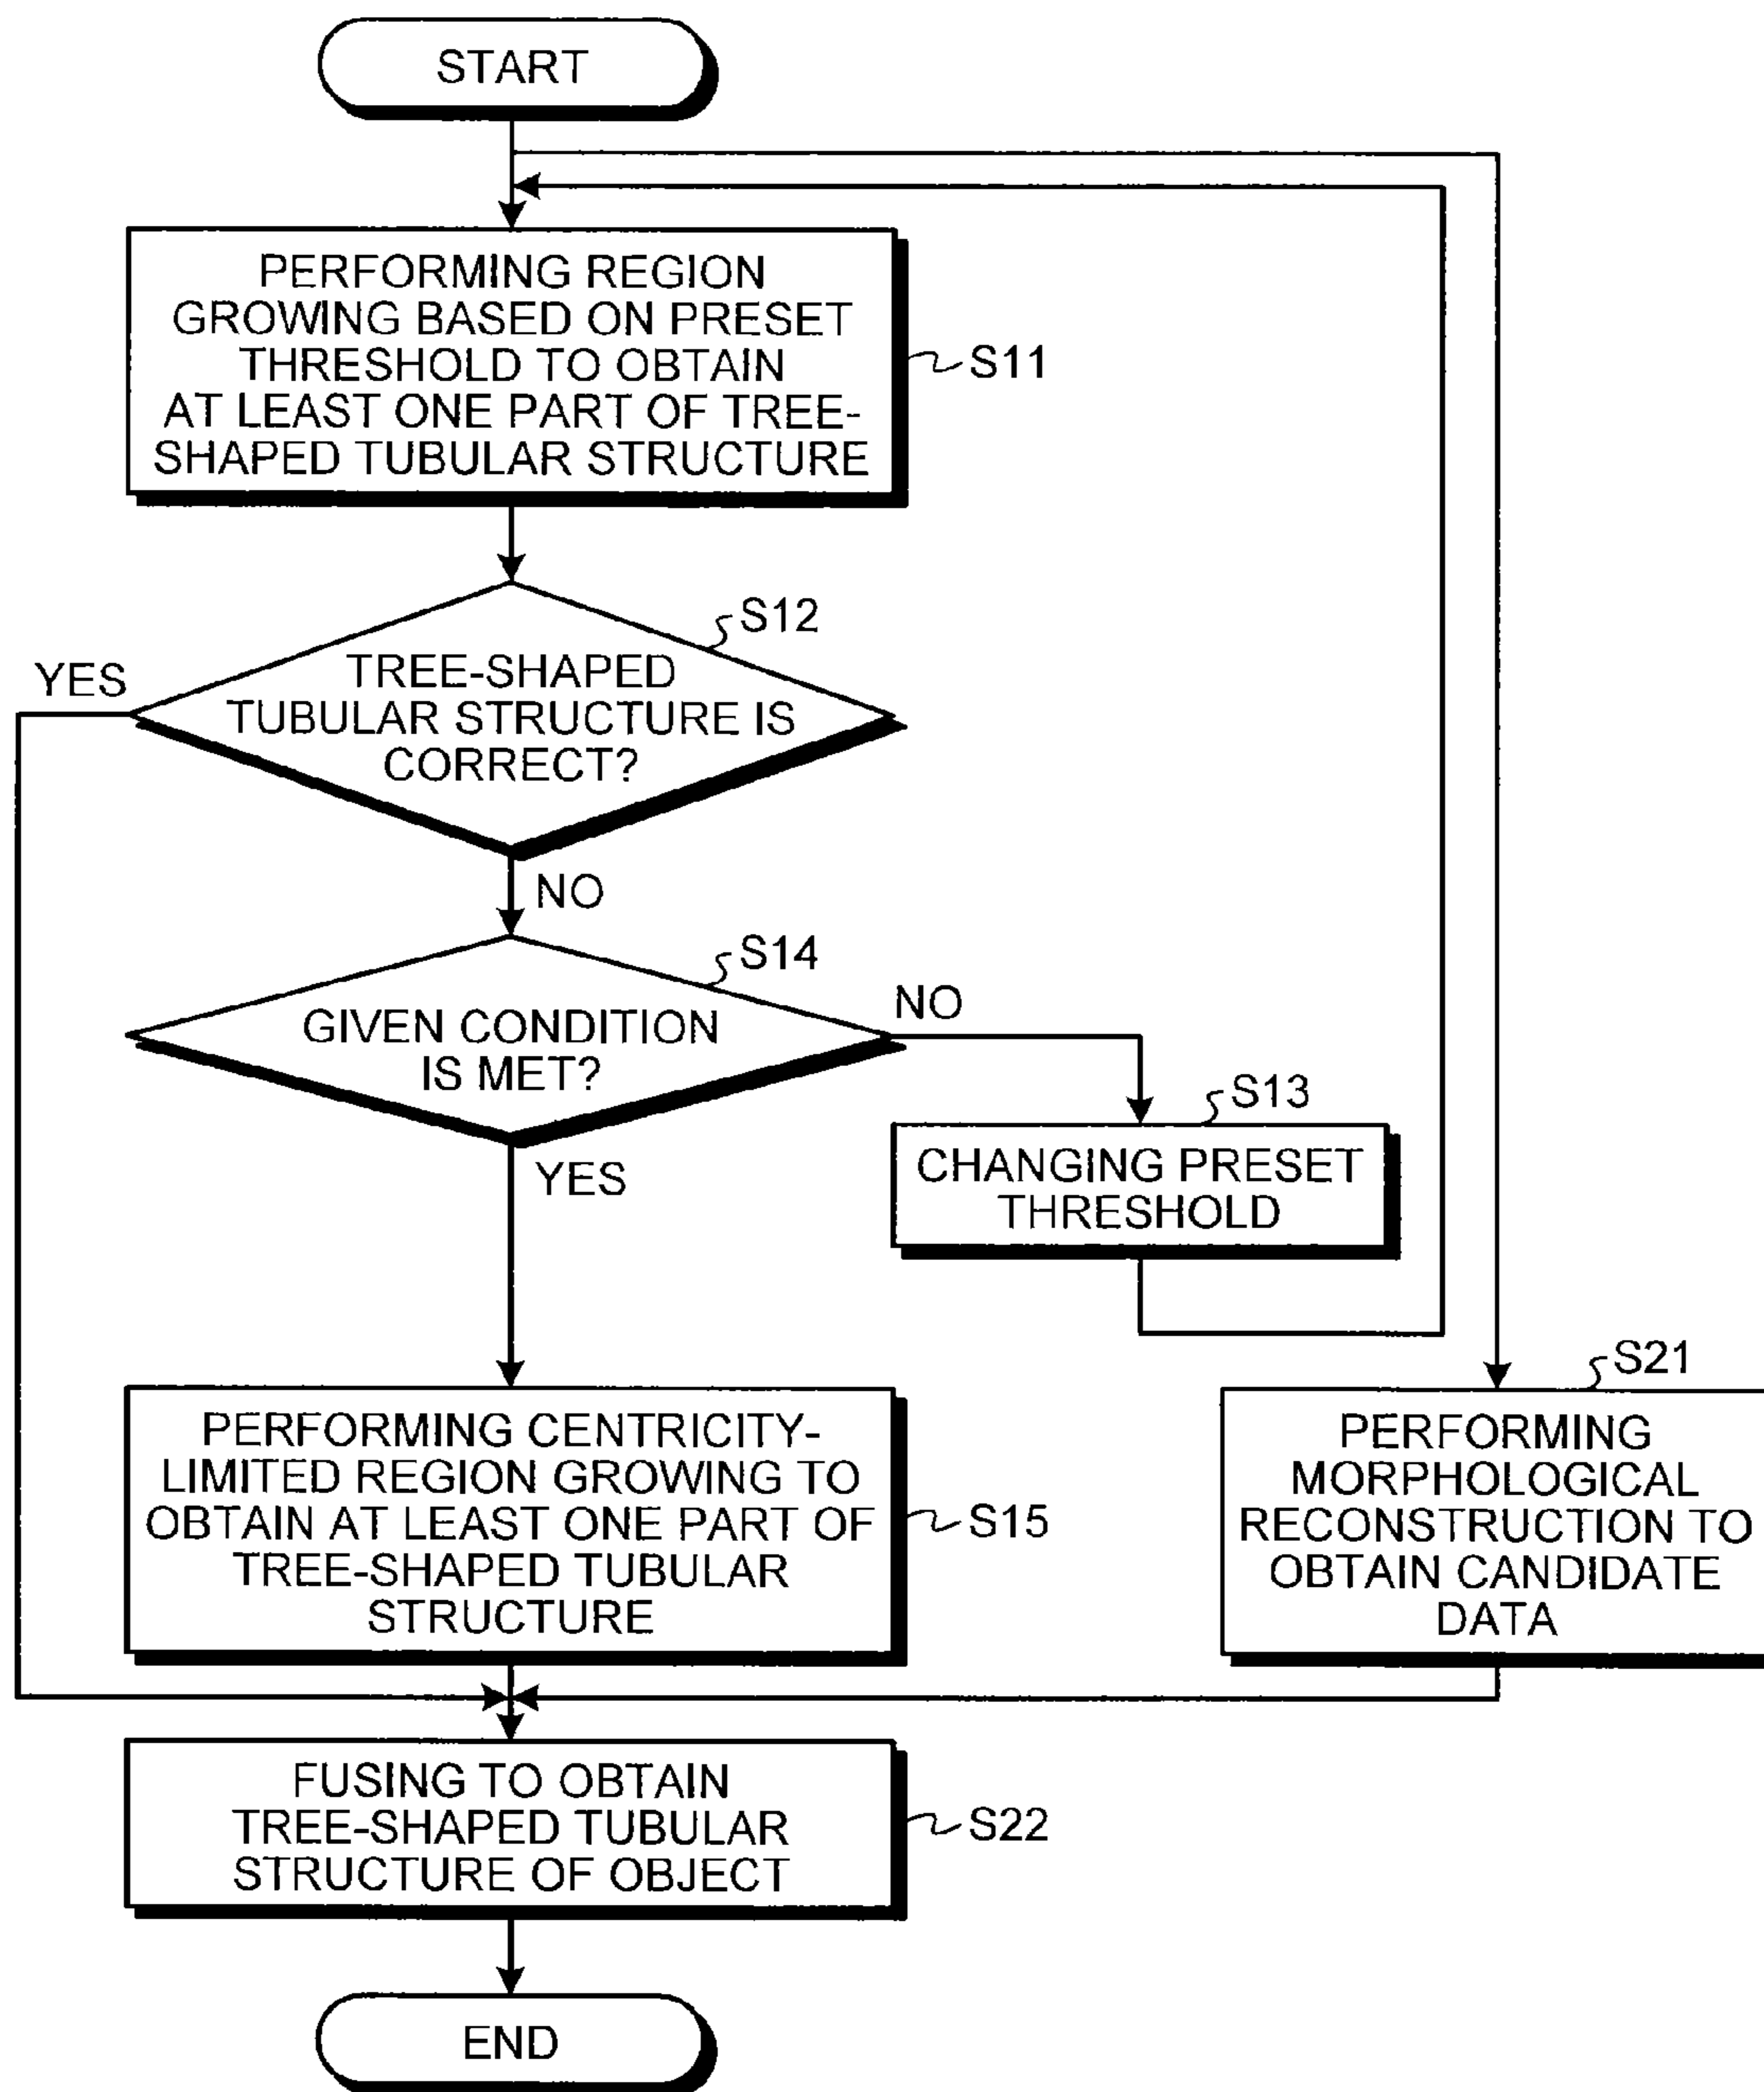 START
PERFORMING REGION
GROWING BASED ON PRESET
THRESHOLD TO OBTAIN
AT LEAST ONE PART OF TREE-
SHAPED TUBULAR STRUCTURE
S11
S12
YES
TREE-SHAPED
TUBULAR STRUCTURE IS
CORRECT?
NO
S14
GIVEN CONDITION
IS MET?
NO
YES
S13
CHANGING PRESET
THRESHOLD
PERFORMING CENTRICITY-
LIMITED REGION GROWING TO
OBTAIN AT LEAST ONE PART OF
TREE-SHAPED TUBULAR
STRUCTURE
S15
S21
PERFORMING
MORPHOLOGICAL
RECONSTRUCTION TO
OBTAIN CANDIDATE
DATA
FUSING TO OBTAIN
TREE-SHAPED TUBULAR
STRUCTURE OF OBJECT
S22
END